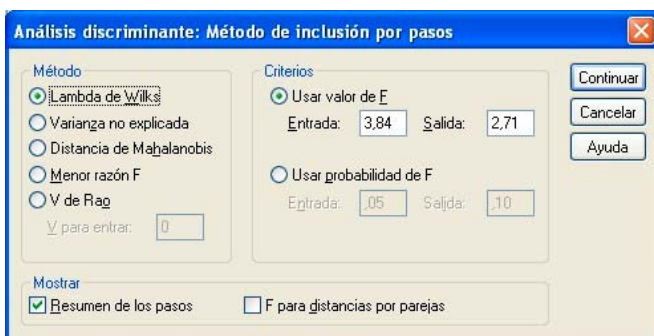 Análisis discriminante: Método de inclusión por pasos
Método
Lambda de Wilks
Varianza no explicada
Distancia de Mahalanobis
Menor razón F
V de Rao
V para entrar: 0
Criterios
Usar valor de F
Entrada: 3,84 Salida: 2,71
Usar probabilidad de F
Entrada: ,05 Salida: ,10
Continuar
Cancelar
Ayuda
Mostrar
Resumen de los pasos
F para distancias por parejas